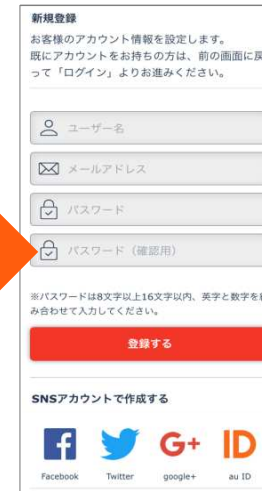 新規登録
お客様のアカウント情報を設定します。
既にアカウントをお持ちの方は、前の画面に戻
って「ログイン」よりお進みください。
ユーザー名
メールアドレス
パスワード
パスワード（確認用）
※パスワードは8文字以上16文字以内、英字と数字を組
み合わせて入力してください。
登録する
SNSアカウントで作成する
f G+ ID
Facebook Twitter google+ au ID